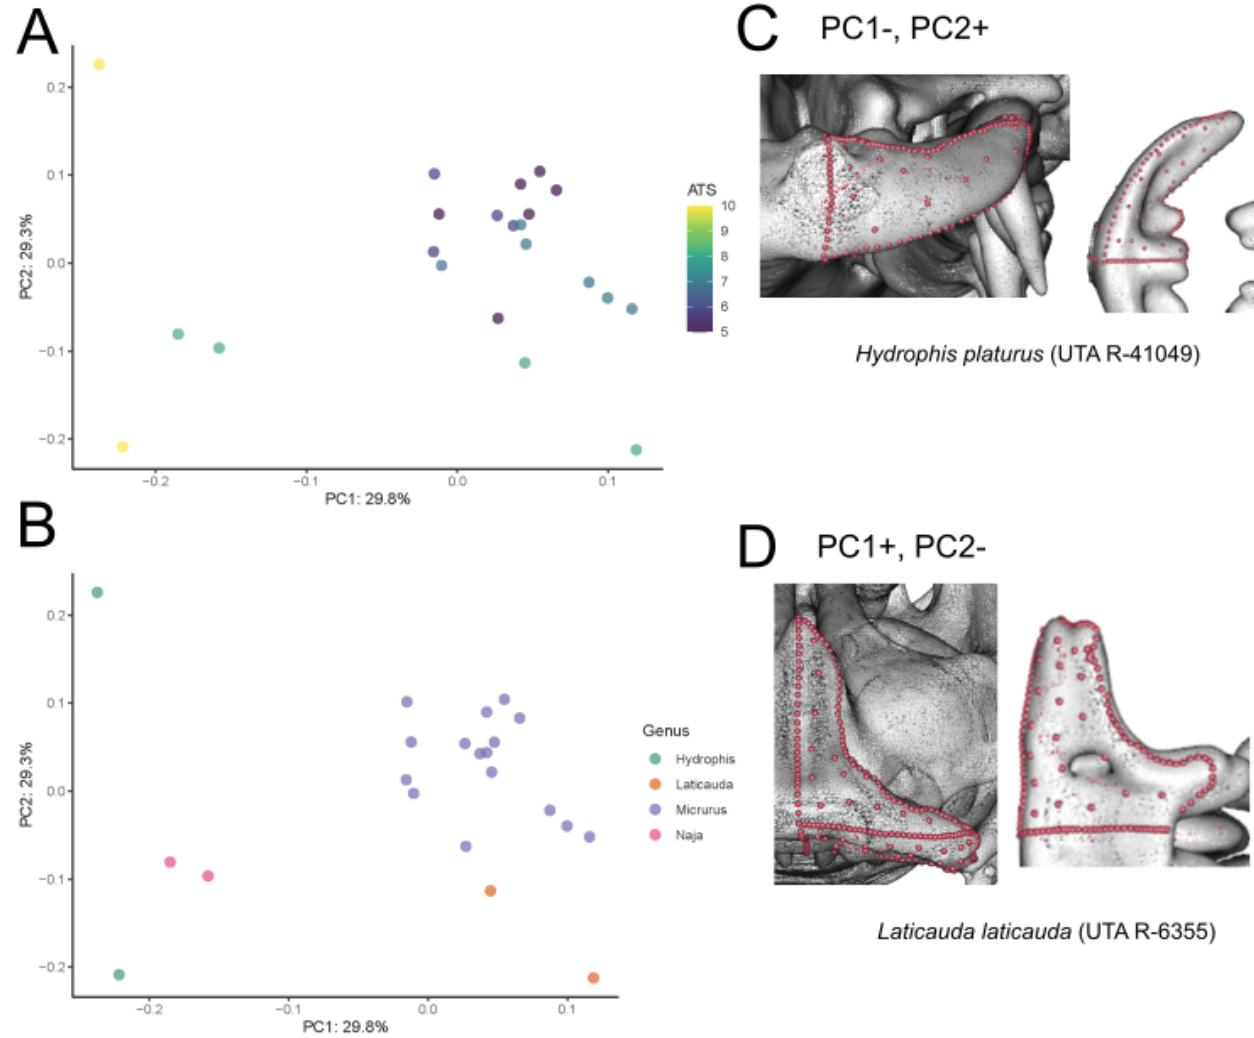 A
0.2
0.1
0.0
−0.1
−0.2
PC2: 29.3%
−0.2
−0.1
0.0
0.1
PC1: 29.8%
ATS
10
9
8
7
6
5
B
0.2
0.1
0.0
−0.1
−0.2
PC2: 29.3%
−0.2
−0.1
0.0
0.1
PC1: 29.8%
Genus
Hydrophis
Laticauda
Micrurus
Naja
C PC1-, PC2+
Hydrophis platurus (UTA R-41049)
D PC1+, PC2-
Laticauda laticauda (UTA R-6355)